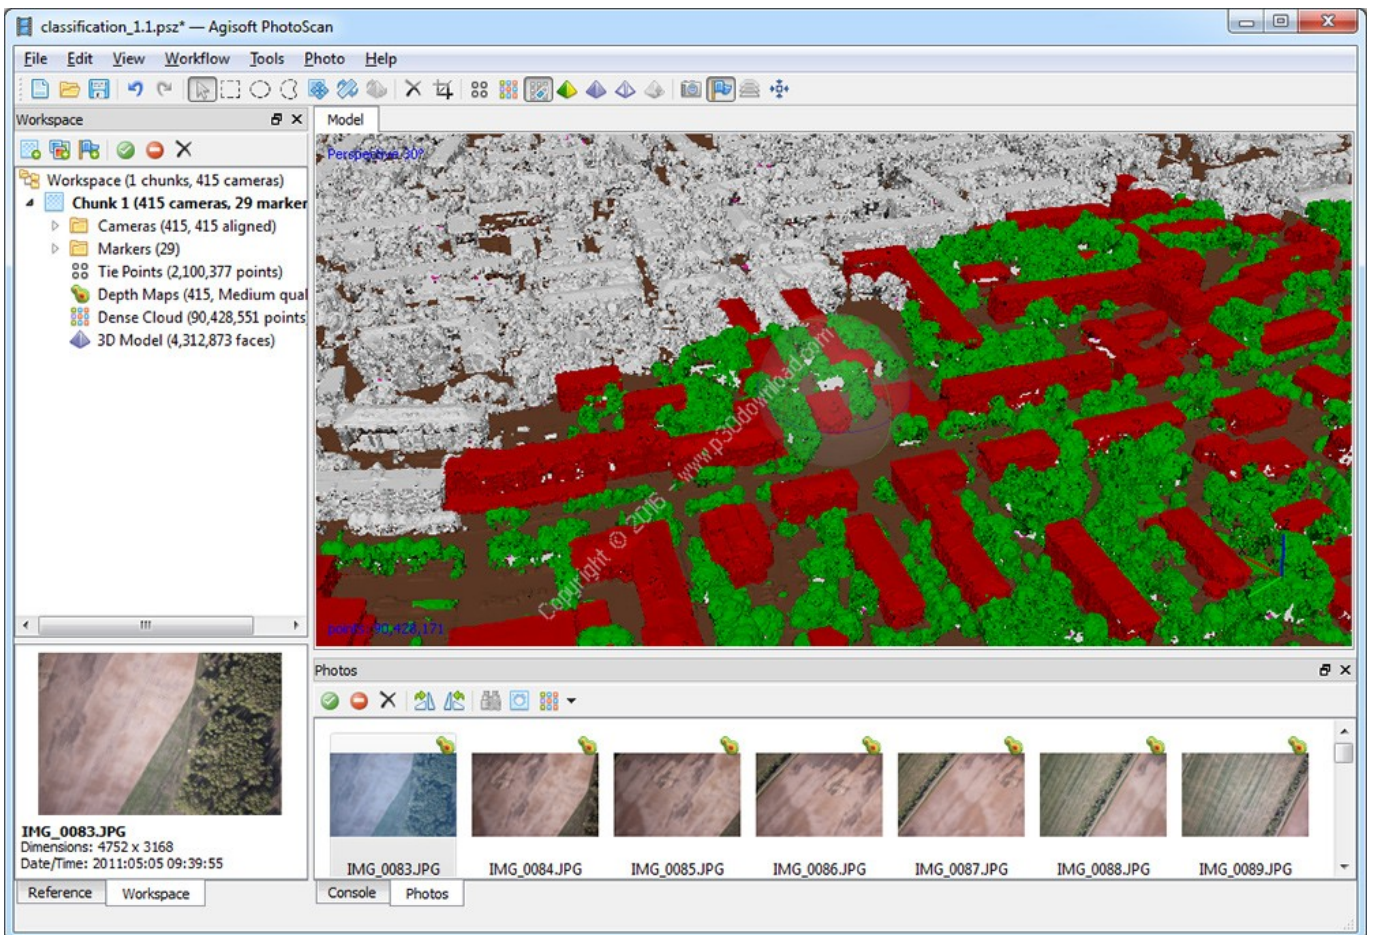 classification_1.1.psz* — Agisoft PhotoScan
File Edit View Workflow Tools Photo Help
Workspace
Model
Perspective 30°
Workspace (1 chunks, 415 cameras)
Chunk 1 (415 cameras, 29 marker
Cameras (415, 415 aligned)
Markers (29)
Tie Points (2,100,377 points)
Depth Maps (415, Medium qual
Dense Cloud (90,428,551 points
3D Model (4,312,873 faces)
Copyright © 2016 - www.p30download.com
points: 90,428,171
Photos
IMG_0083.JPG
Dimensions: 4752 x 3168
Date/Time: 2011:05:05 09:39:55
IMG_0083.JPG IMG_0084.JPG IMG_0085.JPG IMG_0086.JPG IMG_0087.JPG IMG_0088.JPG IMG_0089.JPG
Reference Workspace
Console Photos